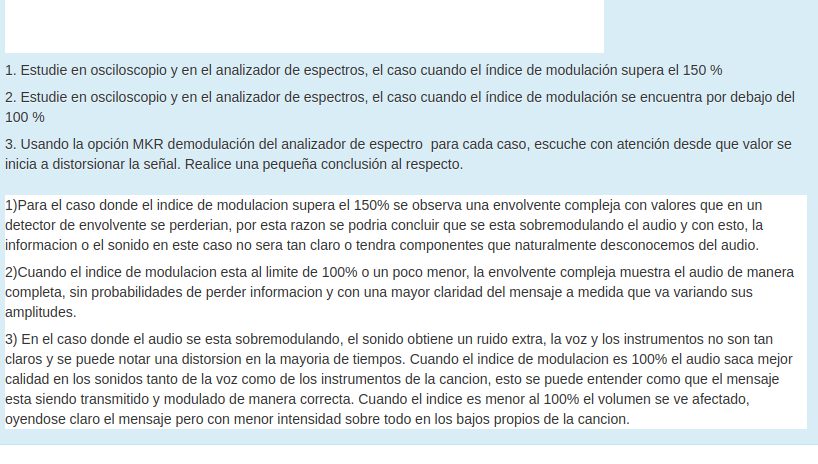 1. Estudie en osciloscopio y en el analizador de espectros, el caso cuando el índice de modulación supera el 150 %
2. Estudie en osciloscopio y en el analizador de espectros, el caso cuando el índice de modulación se encuentra por debajo del
100 %
3. Usando la opción MKR demodulación del analizador de espectro  para cada caso, escuche con atención desde que valor se
inicia a distorsionar la señal. Realice una pequeña conclusión al respecto.
1)Para el caso donde el indice de modulacion supera el 150% se observa una envolvente compleja con valores que en un
detector de envolvente se perderian, por esta razon se podria concluir que se esta sobremodulando el audio y con esto, la
informacion o el sonido en este caso no sera tan claro o tendra componentes que naturalmente desconocemos del audio.
2)Cuando el indice de modulacion esta al limite de 100% o un poco menor, la envolvente compleja muestra el audio de manera
completa, sin probabilidades de perder informacion y con una mayor claridad del mensaje a medida que va variando sus
amplitudes.
3) En el caso donde el audio se esta sobremodulando, el sonido obtiene un ruido extra, la voz y los instrumentos no son tan
claros y se puede notar una distorsion en la mayoria de tiempos. Cuando el indice de modulacion es 100% el audio saca mejor
calidad en los sonidos tanto de la voz como de los instrumentos de la cancion, esto se puede entender como que el mensaje
esta siendo transmitido y modulado de manera correcta. Cuando el indice es menor al 100% el volumen se ve afectado,
oyendose claro el mensaje pero con menor intensidad sobre todo en los bajos propios de la cancion.